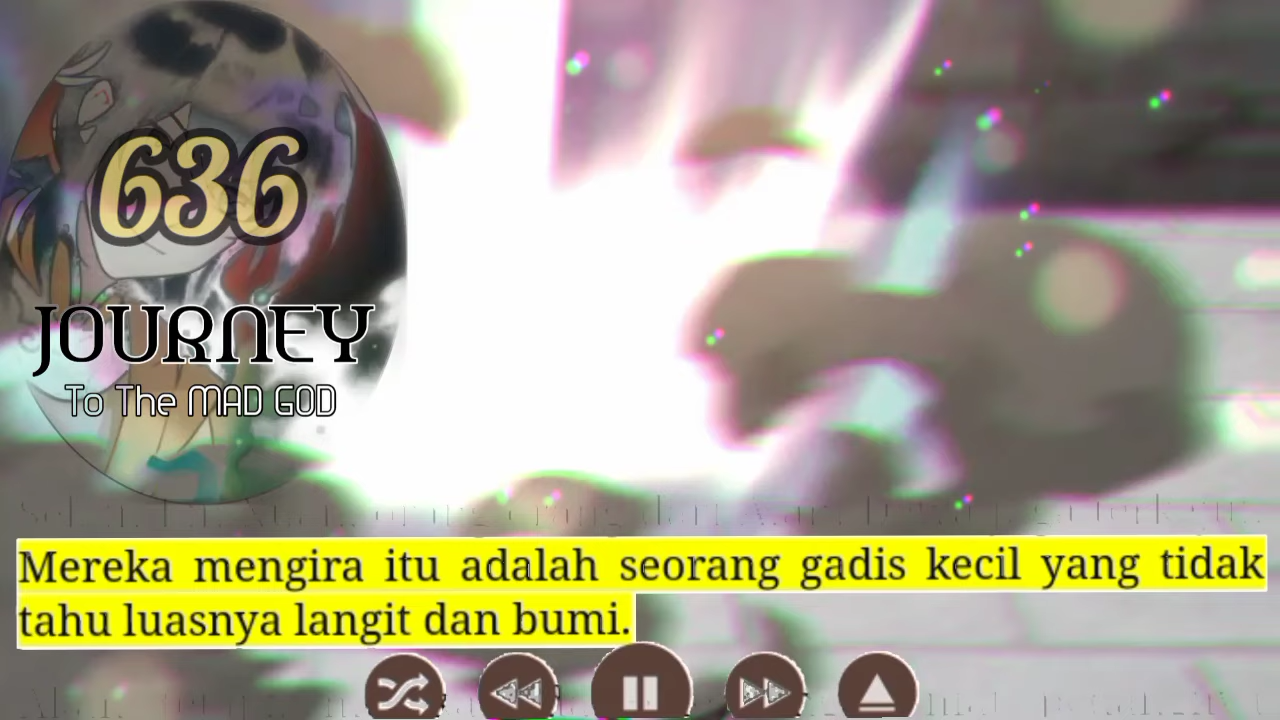 636
JOURNEY
To The MAD GOD
Mereka mengira itu adalah seorang gadis kecil yang tidak
tahu luasnya langit dan bumi.